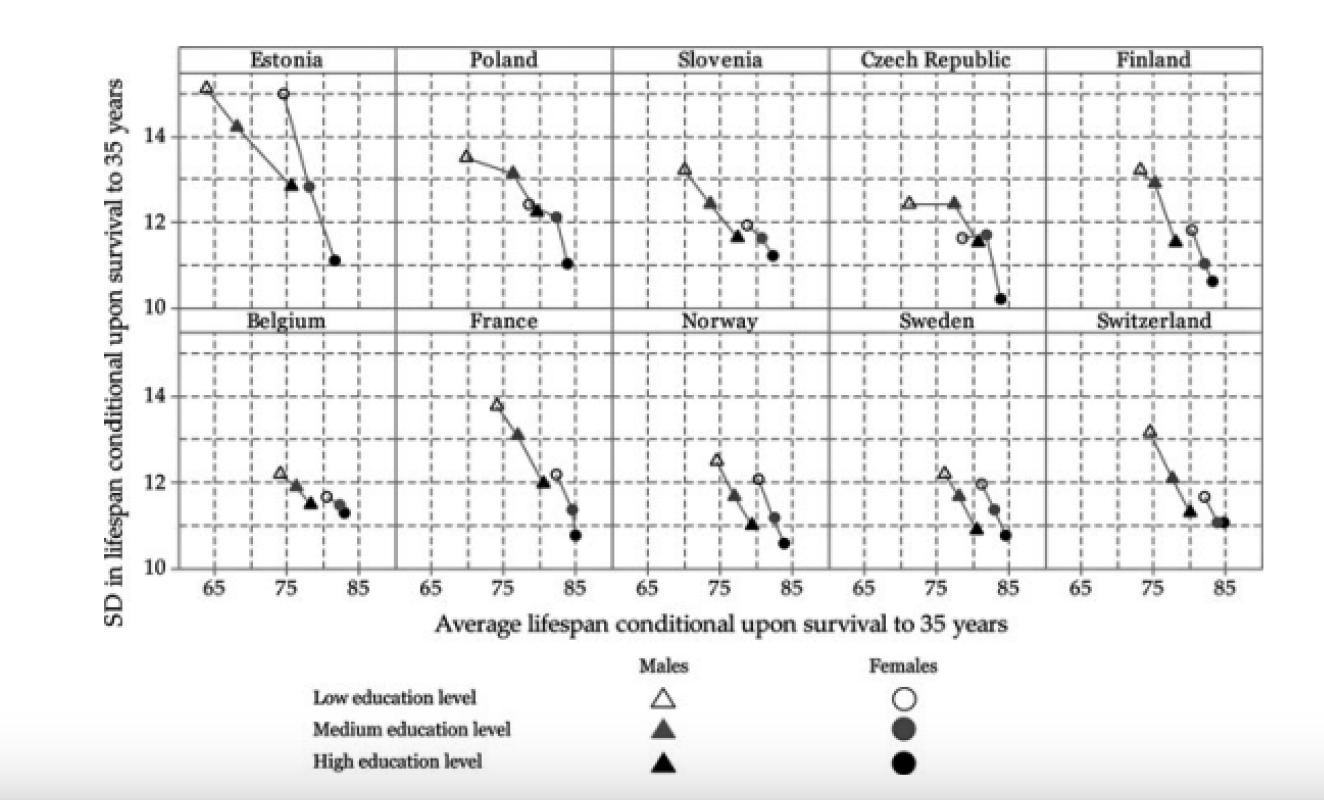 Estonia Poland Slovenia Czech Republic Finland
14
12
10
Belgium France Norway Sweden Switzerland
14
12
10
65 75 85 65 75 85 65 75 85 65 75 85 65 75 85
SD in lifespan conditional upon survival to 35 years
Average lifespan conditional upon survival to 35 years
Males Females
Low education level
Medium education level
High education level